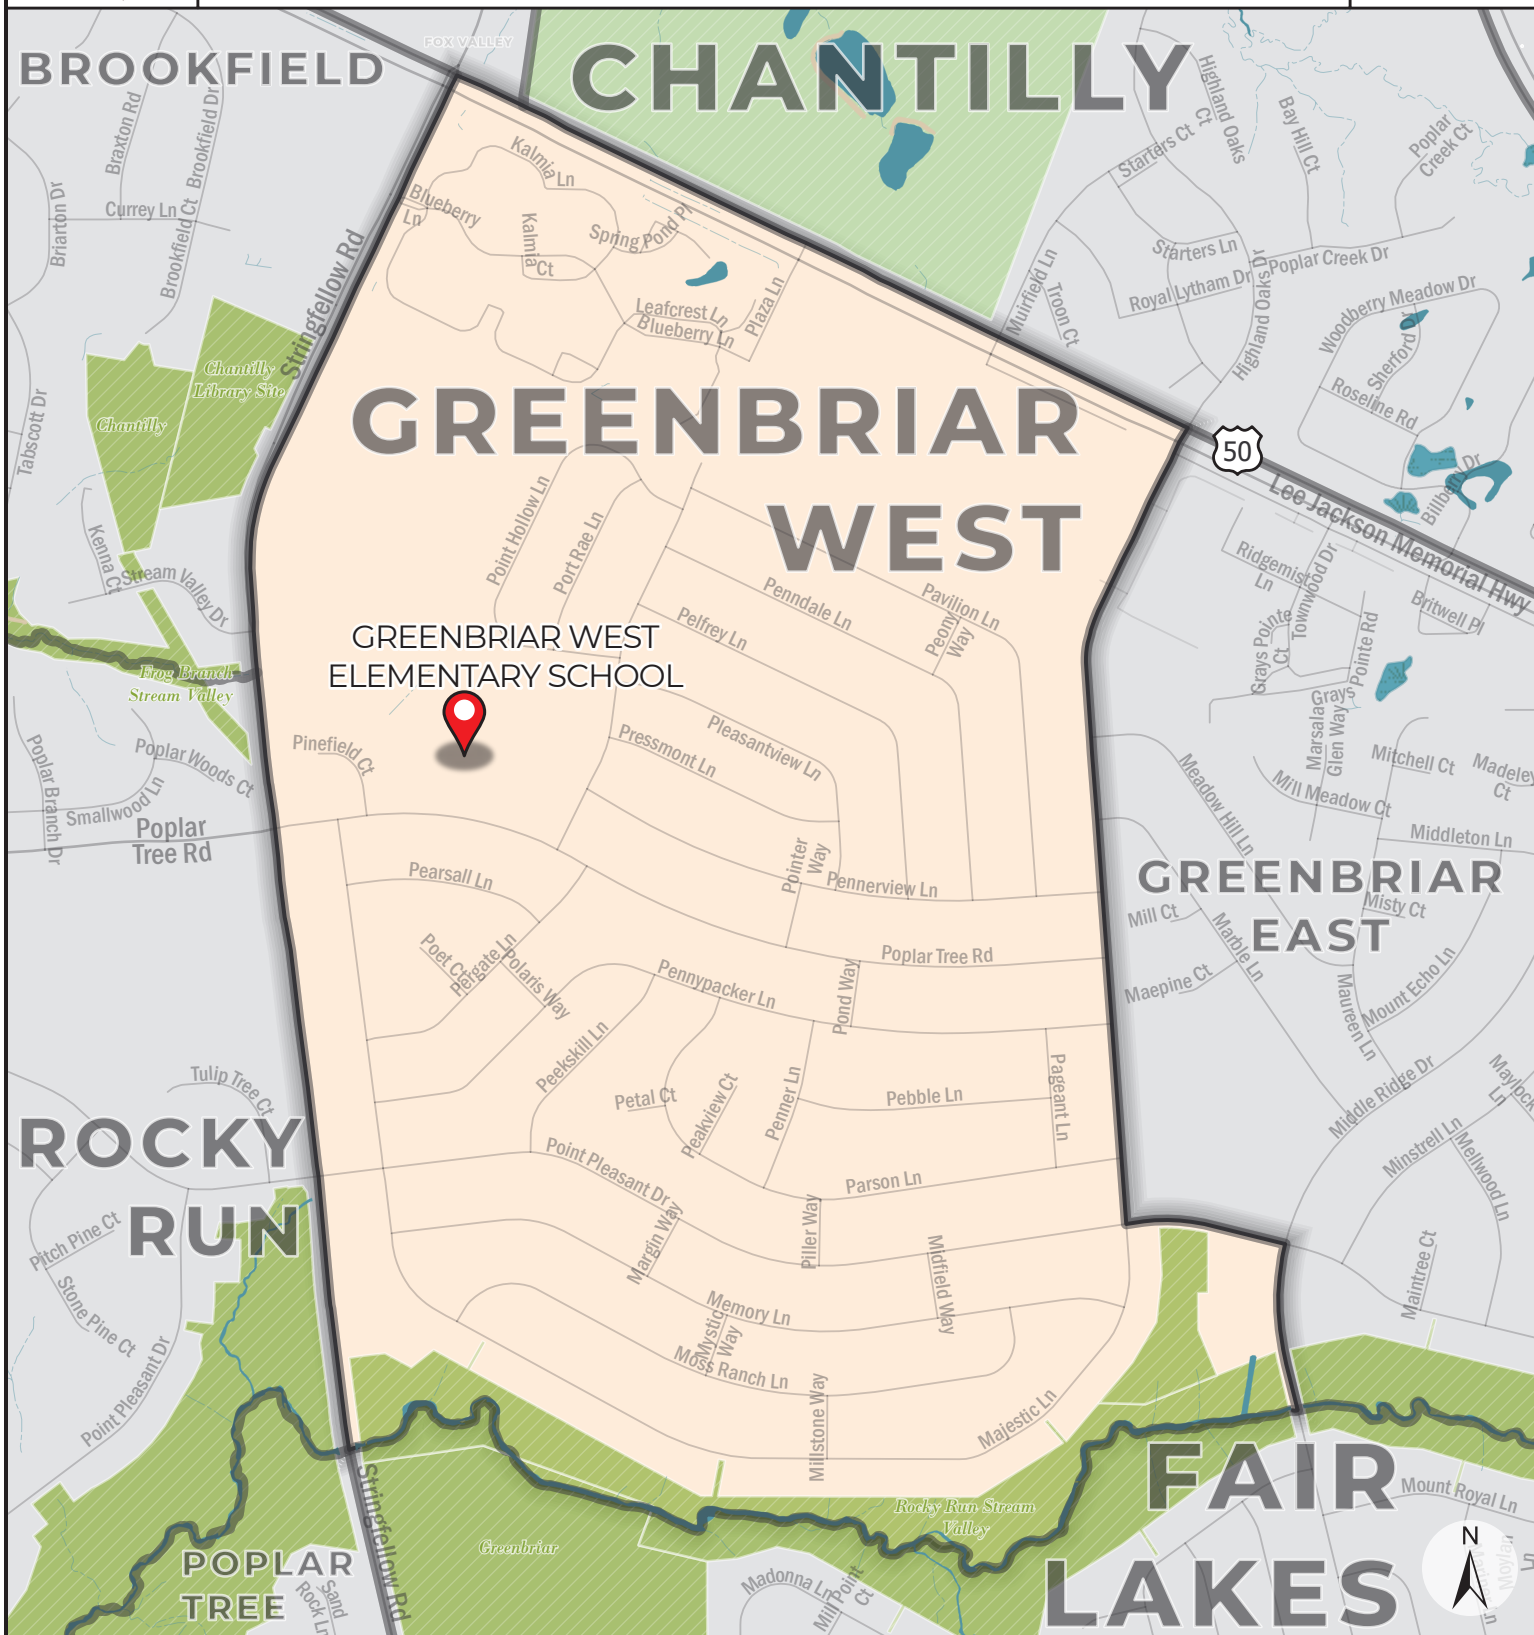 FOX VALLEY
BROOKFIELD
CHANTILLY
Highland Oaks
Ct
Bay Hill Ct
Poplar
Creek Ct
Starters Ct
Braxton Rd
Brookfield Dr
Currey Ln
Briarton Dr
Brookfield Ct
Kalmia
Ln
Blueberry
Ln
Kalmia
Ct
Spring Pond Pl
Stringfellow Rd
Leafcrest Ln
Blueberry Ln
Plaza Ln
Muirfield Ln
Troon Ct
Starters Ln
Royal Lytham Dr
Highland Oaks Dr
Poplar Creek Dr
Woodberry Meadow Dr
Sherford Dr
Roseline Rd
Chantilly
Library Site
Chantilly
Tabscott Dr
GREENBRIAR
WEST
50
Lee Jackson Memorial Hwy
Point Hollow Ln
Port Rae Ln
Kenna Ct
Stream Valley Dr
Penndale Ln
Pavilion Ln
Peony
Way
Pelfrey Ln
Ridgemist
Ln
Townwood Dr
Britwell Pl
Grays Pointe
Ct
Grays
Pointe Rd
GREENBRIAR WEST
ELEMENTARY SCHOOL
Frog Branch
Stream Valley
Pinefield Ct
Pressmont Ln
Pleasantview Ln
Poplar Branch Dr
Poplar Woods Ct
Smallwood Ln
Poplar
Tree Rd
Marsala
Glen Way
Mitchell Ct
Madeley
Ct
Meadow Hill Ln
Mill Meadow Ct
Middleton Ln
GREENBRIAR
EAST
Pearsall Ln
Pointer
Way
Pennerview Ln
Misty Ct
Mill Ct
Marble Ln
Poet Ct
Pergate Ln
Polaris Way
Pennypacker Ln
Poplar Tree Rd
Pond Way
Maepine Ct
Maureen Ln
Mount Echo Ln
Peekskill Ln
Petal Ct
Peakview Ct
Penner Ln
Pebble Ln
Pageant Ln
Middle Ridge Dr
Maylock
Ln
Minstrell Ln
Mellwood Ln
Tulip Tree Ct
ROCKY
RUN
Point Pleasant Dr
Margin Way
Parson Ln
Piller Way
Midfield Way
Pitch Pine Ct
Stone Pine Ct
Point Pleasant Dr
Memory Ln
Mystic
Way
Moss Ranch Ln
Maintree Ct
Millstone Way
Majestic Ln
Stringfellow Rd
Rocky Run Stream
Valley
Greenbriar
FAIR
LAKES
Mount Royal Ln
N
POPLAR
TREE
Sand
Rock Ln
Madonna Ln
Mill Point
Ct